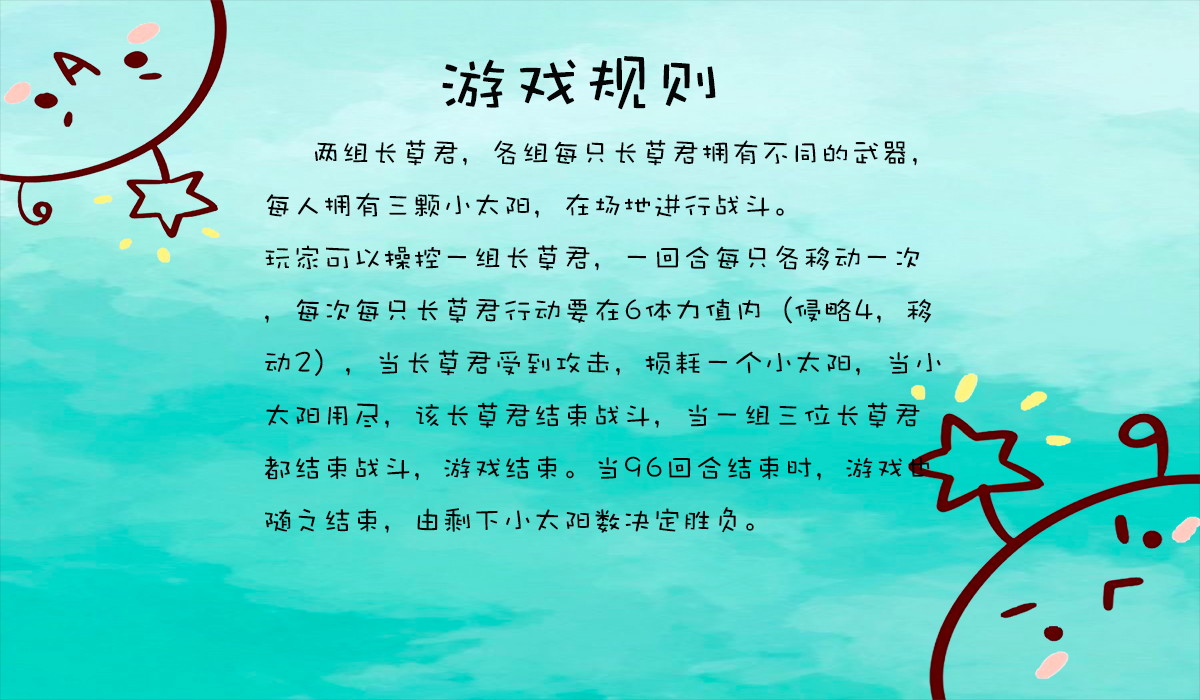 游戏规则
两组长草君，各组每只长草君拥有不同的武器，
每人拥有三颗小太阳，在场地进行战斗。
玩家可以操控一组长草君，一回合每只各移动一次
，每次每只长草君行动要在6体力值内（侵略4，移
动2），当长草君受到攻击，损耗一个小太阳，当小
太阳用尽，该长草君结束战斗，当一组三位长草君
都结束战斗，游戏结束。当96回合结束时，游戏也
随之结束，由剩下小太阳数决定胜负。